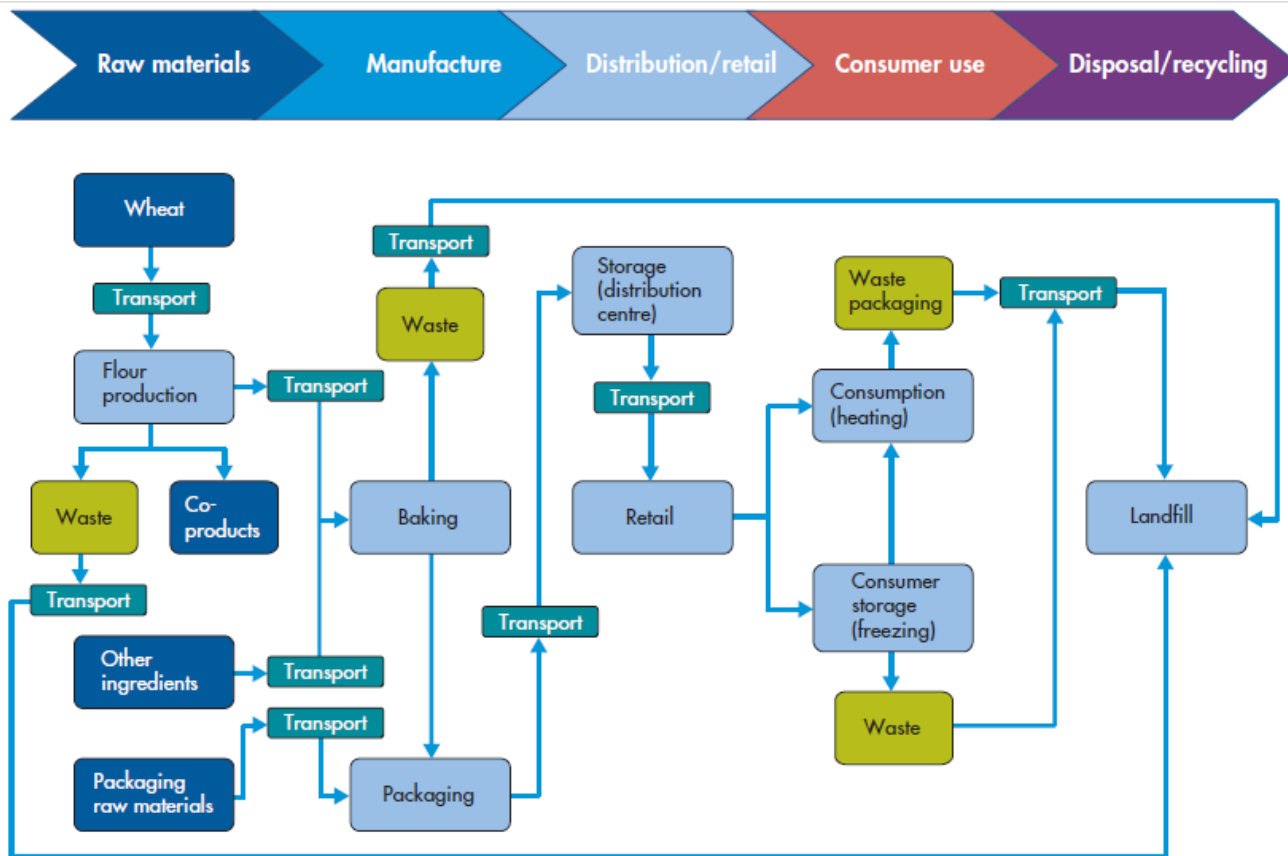 Raw materials
Manufacture
Distribution/retail
Consumer use
Disposal/recycling
Wheat
Transport
Flour
production
Transport
Waste
Co-
products
Transport
Other
ingredients
Transport
Packaging
raw materials
Transport
Transport
Waste
Baking
Packaging
Transport
Storage
(distribution
centre)
Transport
Retail
Waste
packaging
Transport
Consumption
(heating)
Consumer
storage
(freezing)
Waste
Landfill